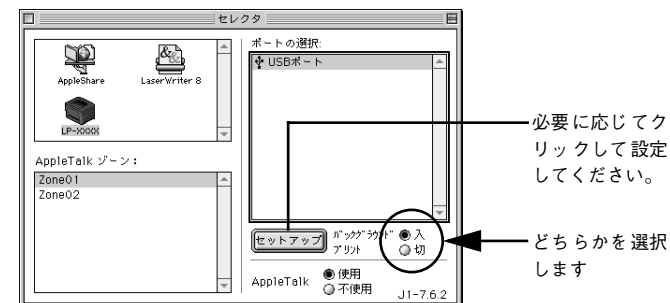 セレクタ
AppleShare
LaserWriter 8
LP-XXXX
AppleTalk ゾーン：
Zone01
Zone02
ポートの選択:
USBポート
セットアップ
ﾊﾞｯｸｸﾞﾗｳﾝﾄﾞ
ﾌﾟﾘﾝﾄ
入
切
AppleTalk
使用
不使用
J1-7.6.2
必要に応じてク
リックして設定
してください。
どちらかを選択
します